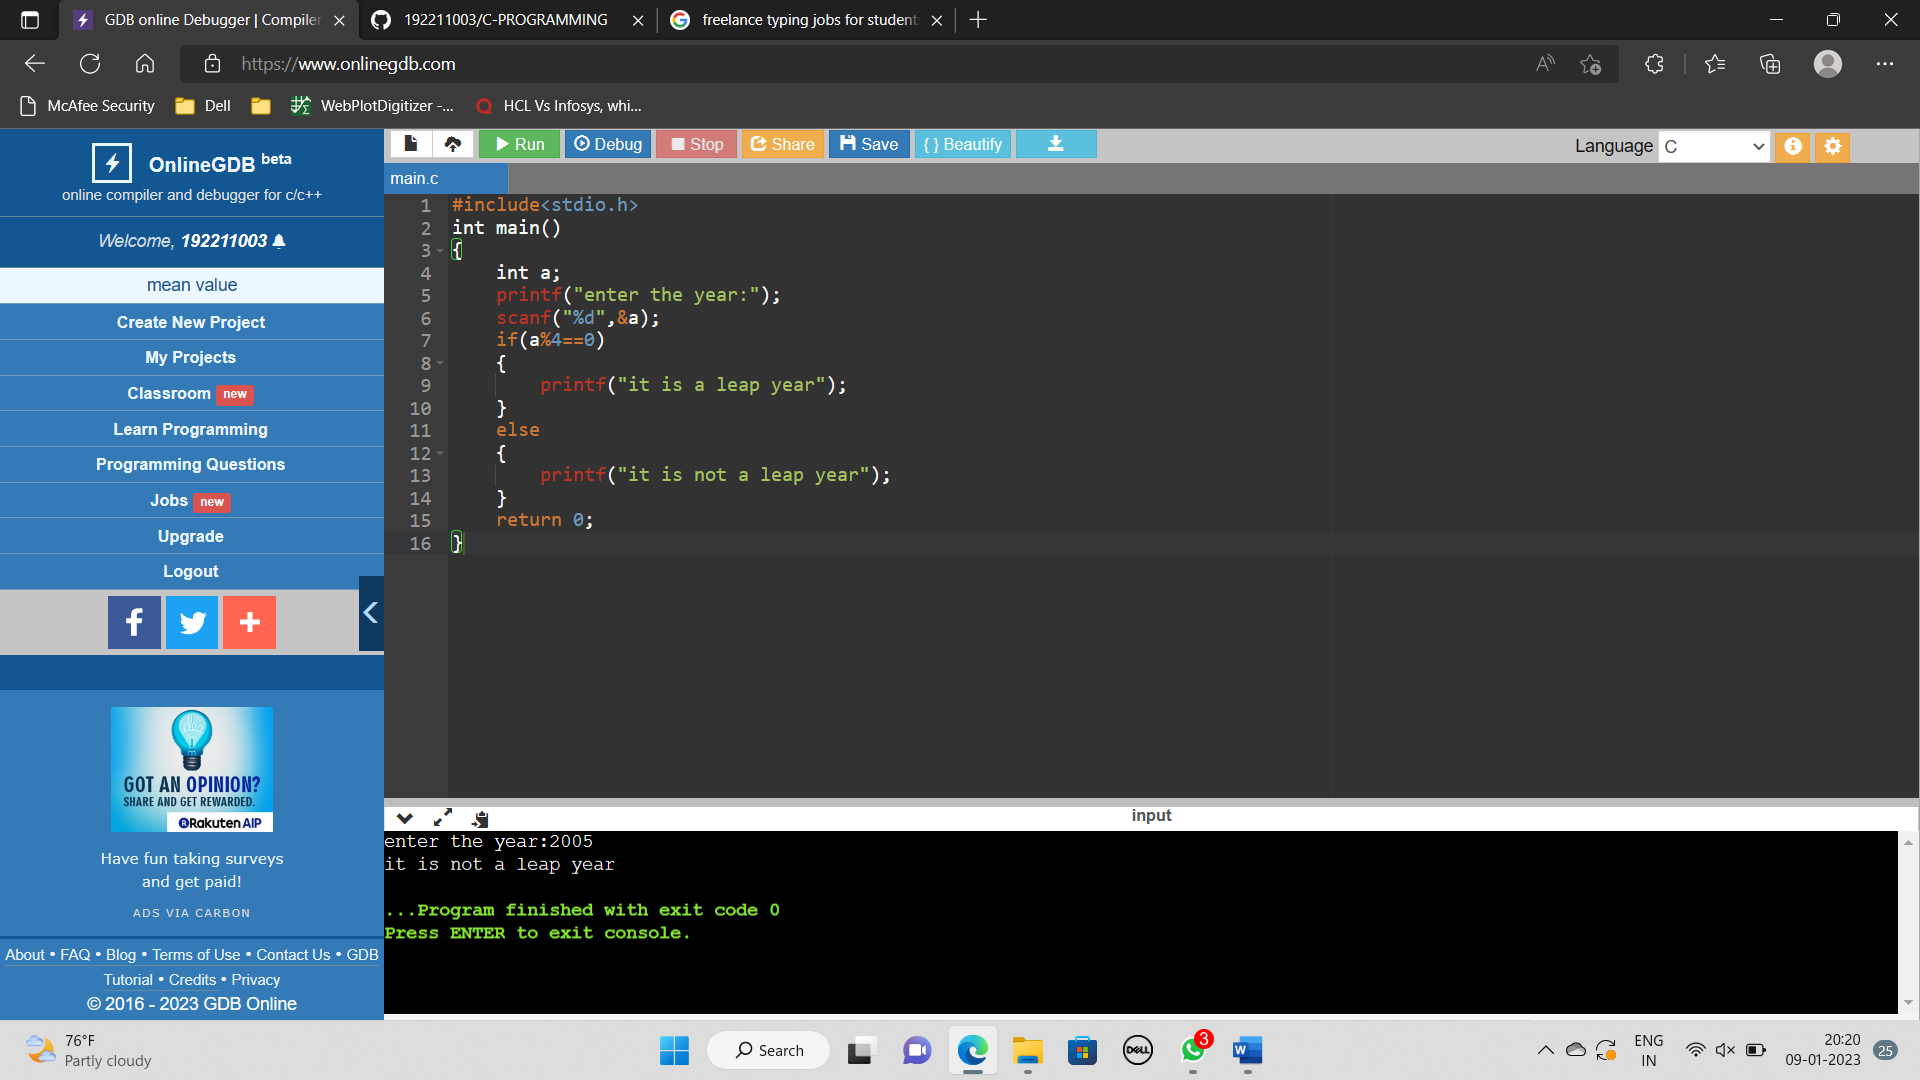 GDB online Debugger | Compiler
192211003/C-PROGRAMMING
freelance typing jobs for student
https://www.onlinegdb.com
McAfee Security
Dell
WebPlotDigitizer -...
HCL Vs Infosys, whi...
OnlineGDB beta
online compiler and debugger for c/c++
Welcome, 192211003
mean value
Create New Project
My Projects
Classroom new
Learn Programming
Programming Questions
Jobs new
Upgrade
Logout
GOT AN OPINION?
SHARE AND GET REWARDED.
Rakuten AIP
Have fun taking surveys
and get paid!
ADS VIA CARBON
About • FAQ • Blog • Terms of Use • Contact Us • GDB
Tutorial • Credits • Privacy
© 2016 - 2023 GDB Online
Run Debug Stop Share Save { } Beautify
Language C
main.c
1 #include<stdio.h>
2 int main()
3 {
4 int a;
5 printf("enter the year:");
6 scanf("%d",&a);
7 if(a%4==0)
8 {
9 printf("it is a leap year");
10 }
11 else
12 {
13 printf("it is not a leap year");
14 }
15 return 0;
16 }
input
enter the year:2005
it is not a leap year
...Program finished with exit code 0
Press ENTER to exit console.
76°F
Partly cloudy
Search
DELL
3
W
ENG
IN
20:20
09-01-2023
25